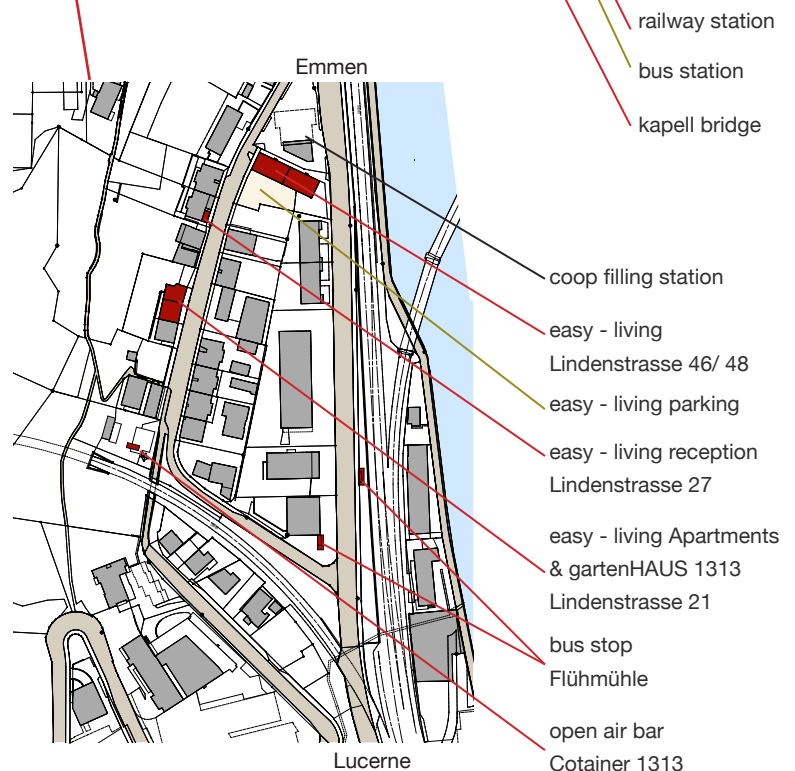 railway station
bus station
kapell bridge
Emmen
coop filling station
easy - living
Lindenstrasse 46/ 48
easy - living parking
easy - living reception
Lindenstrasse 27
easy - living Apartments
& gartenHAUS 1313
Lindenstrasse 21
bus stop
Flühmühle
open air bar
Cotainer 1313
Lucerne